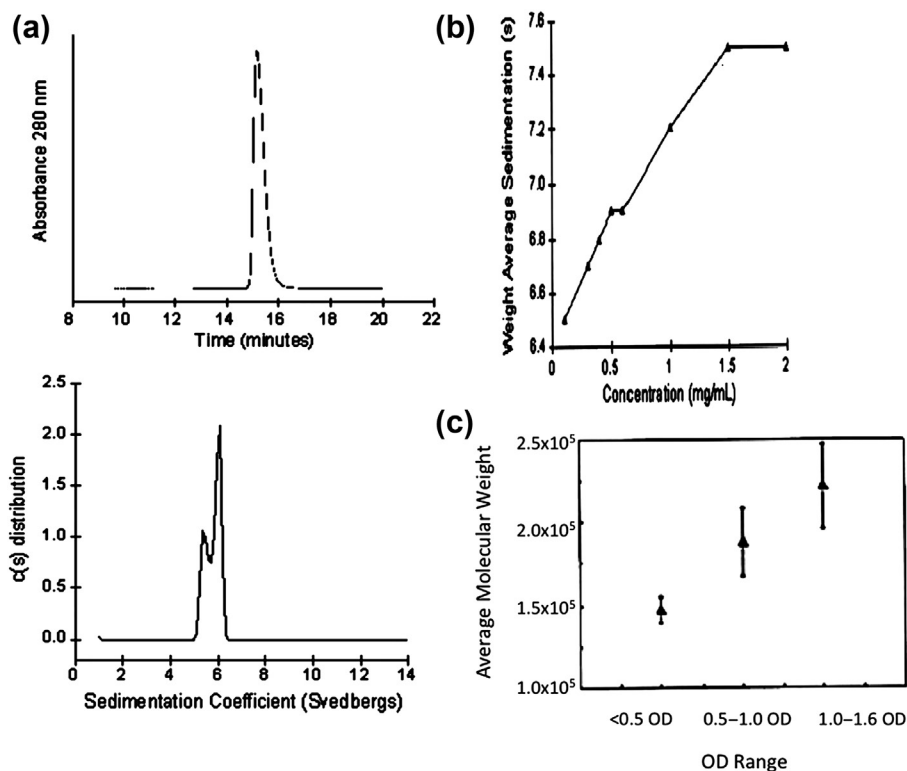 (a)
Absorbance 280 nm
8 10 12 14 16 18 20 22
Time (minutes)
c(s) distribution
2.5
2.0
1.5
1.0
0.5
0.0
0 2 4 6 8 10 12 14
Sedimentation Coefficient (Svedbergs)
(b)
Weight Average Sedimentation (s)
7.6
7.4
7.2
7.0
6.8
6.6
6.4
0 0.5 1 1.5 2
Concentration (mg/mL)
(c)
Average Molecular Weight
2.5x10⁵
2.0x10⁵
1.5x10⁵
1.0x10⁵
<0.5 OD 0.5–1.0 OD 1.0–1.6 OD
OD Range